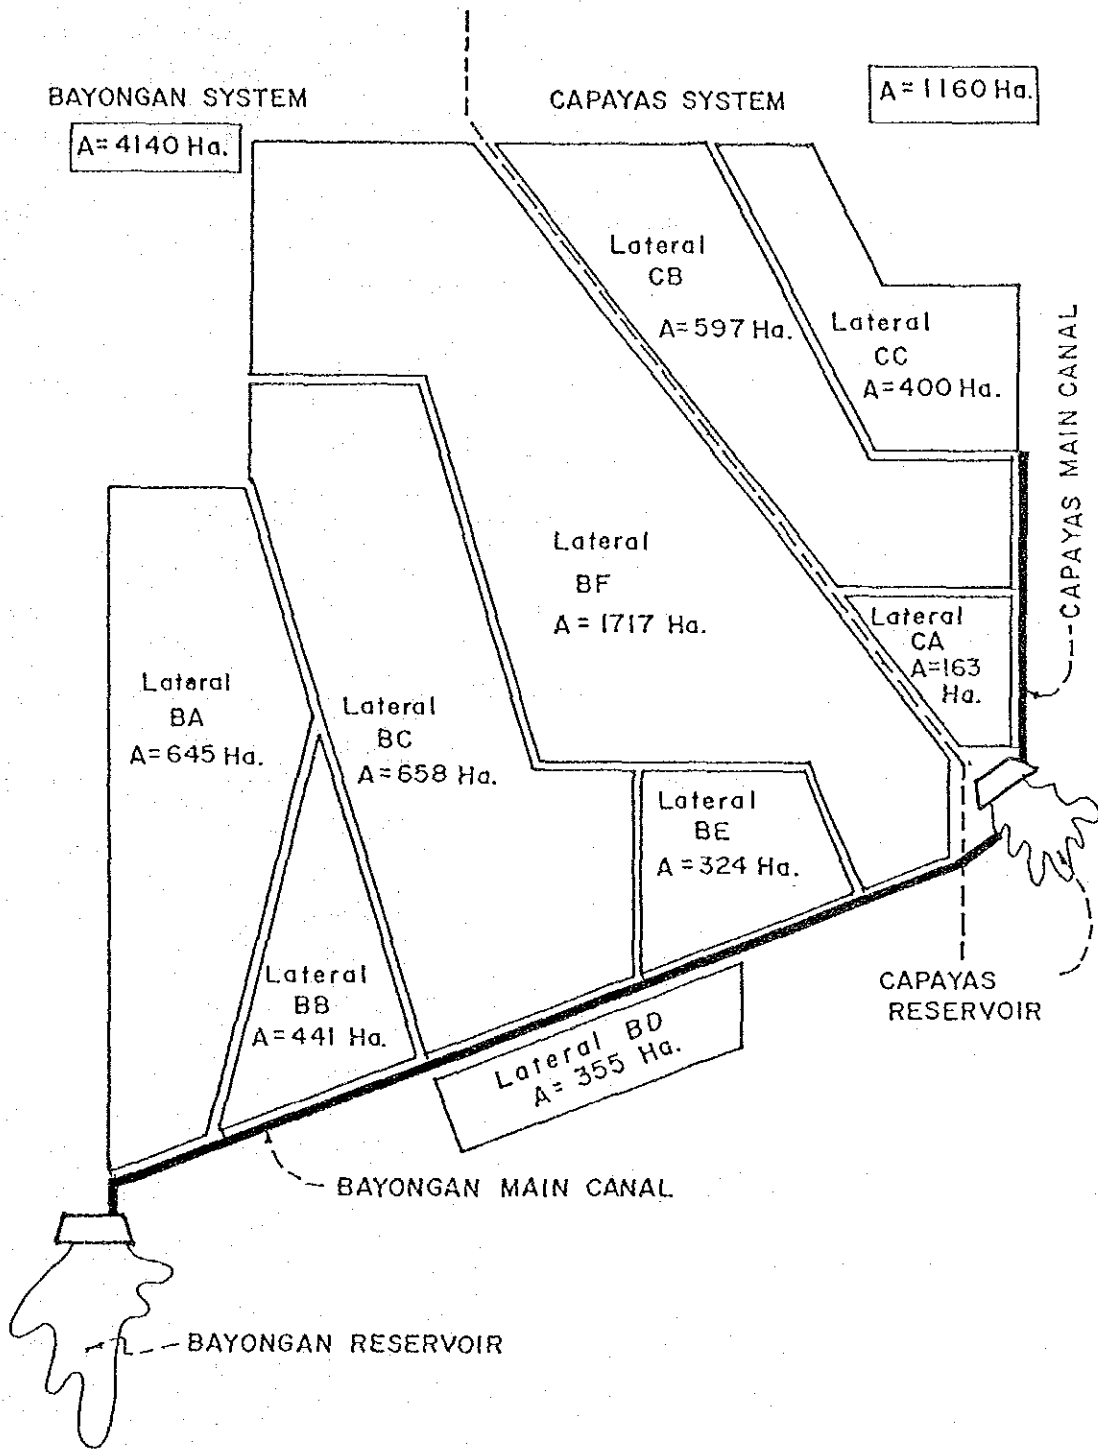 BAYONGAN SYSTEM
A=4140 Ha.
CAPAYAS SYSTEM
A=1160 Ha.
Lateral
CB
A=597 Ha.
Lateral
CC
A=400 Ha.
CAPAYAS MAIN CANAL
Lateral
BF
A=1717 Ha.
Lateral
CA
A=163
Ha.
Lateral
BA
A=645 Ha.
Lateral
BC
A=658 Ha.
Lateral
BE
A=324 Ha.
Lateral
BB
A=441 Ha.
Lateral BD
A=355 Ha.
CAPAYAS
RESERVOIR
BAYONGAN MAIN CANAL
BAYONGAN RESERVOIR